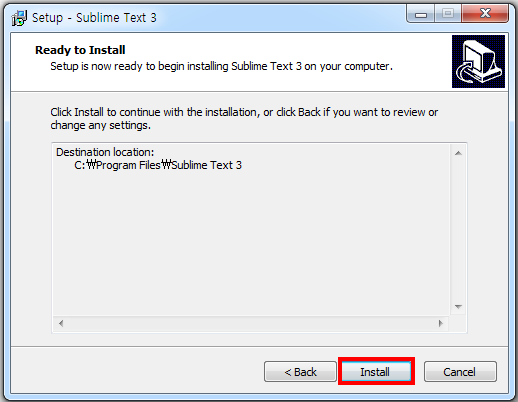 Setup - Sublime Text 3
Ready to Install
Setup is now ready to begin installing Sublime Text 3 on your computer.
Click Install to continue with the installation, or click Back if you want to review or
change any settings.
Destination location:
C:₩Program Files₩Sublime Text 3
< Back
Install
Cancel